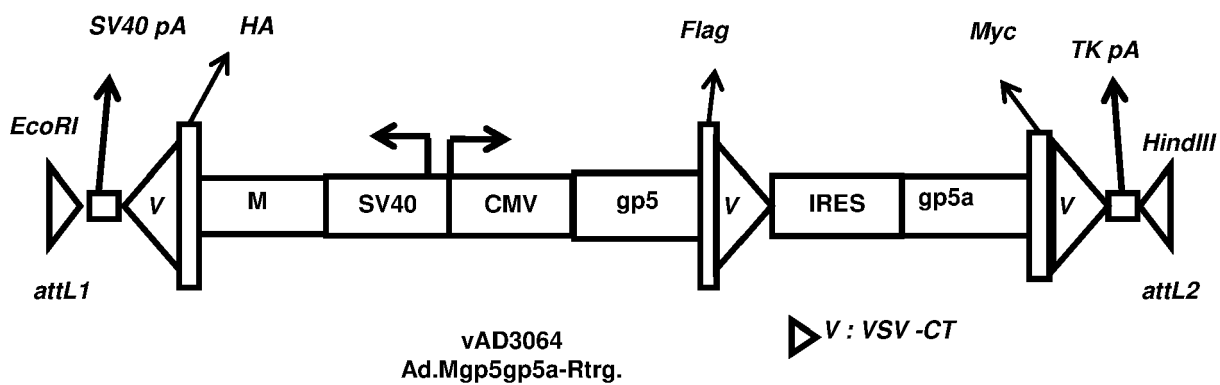 SV40 pA
HA
Flag
Myc
TK pA
EcoRI
HindIII
V
M
SV40
CMV
gp5
V
IRES
gp5a
V
attL1
attL2
V : VSV -CT
vAD3064
Ad.Mgp5gp5a-Rtrg.